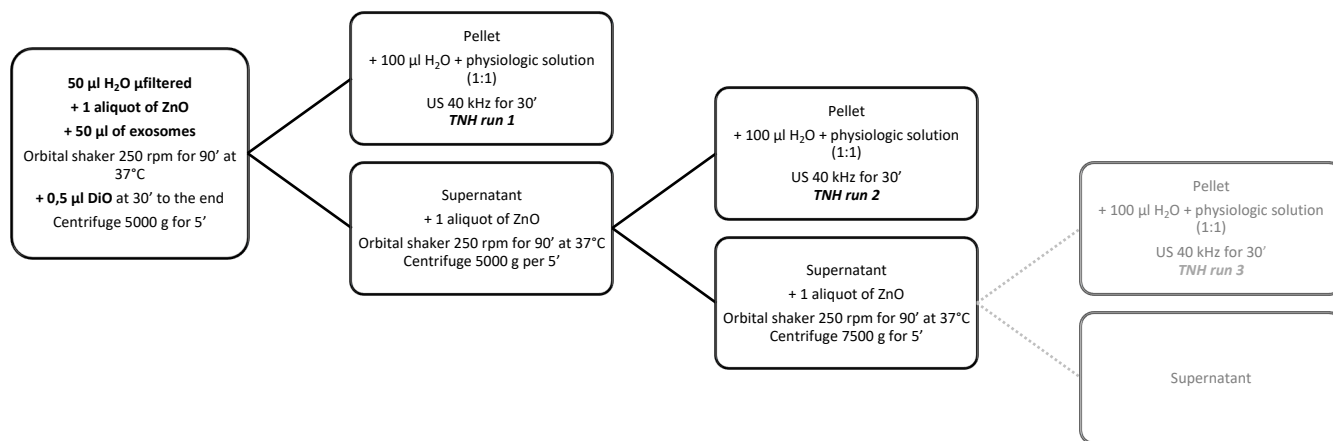 50 µl H₂O µfiltered
+ 1 aliquot of ZnO
+ 50 µl of exosomes
Orbital shaker 250 rpm for 90’ at
37°C
+ 0,5 µl DiO at 30’ to the end
Centrifuge 5000 g for 5’
Pellet
+ 100 µl H₂O + physiologic solution
(1:1)
US 40 kHz for 30’
TNH run 1
Supernatant
+ 1 aliquot of ZnO
Orbital shaker 250 rpm for 90’ at 37°C
Centrifuge 5000 g per 5’
Pellet
+ 100 µl H₂O + physiologic solution
(1:1)
US 40 kHz for 30’
TNH run 2
Supernatant
+ 1 aliquot of ZnO
Orbital shaker 250 rpm for 90’ at 37°C
Centrifuge 7500 g for 5’
Pellet
+ 100 µl H₂O + physiologic solution
(1:1)
US 40 kHz for 30’
TNH run 3
Supernatant